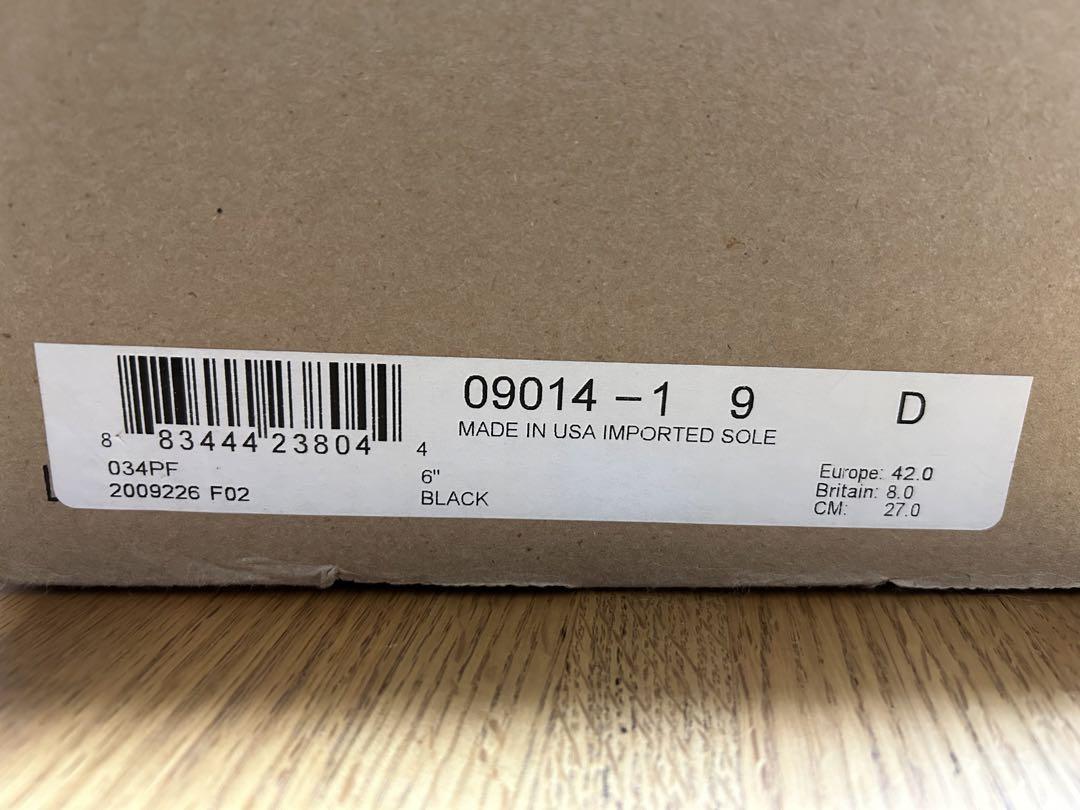 09014 – 1 9 D
MADE IN USA IMPORTED SOLE
8 83444 23804 4
034PF
2009226 F02
6"
BLACK
Europe: 42.0
Britain: 8.0
CM: 27.0